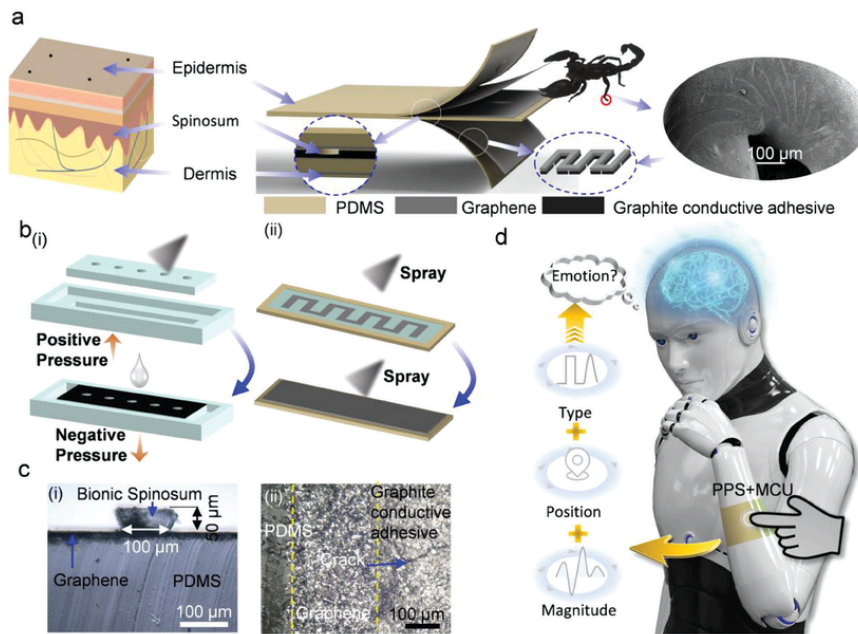 a
Epidermis
Spinosum
Dermis
100 μm
PDMS
Graphene
Graphite conductive adhesive
b
(i)
Spray
Positive
Pressure
Negative
Pressure
(ii)
Spray
Spray
c
(i)
Bionic Spinosum
50 μm
100 μm
Graphene
PDMS
100 μm
(ii)
PDMS
Graphite
conductive
adhesive
Crack
Graphene
100 μm
d
Emotion?
Type
Position
Magnitude
PPS+MCU